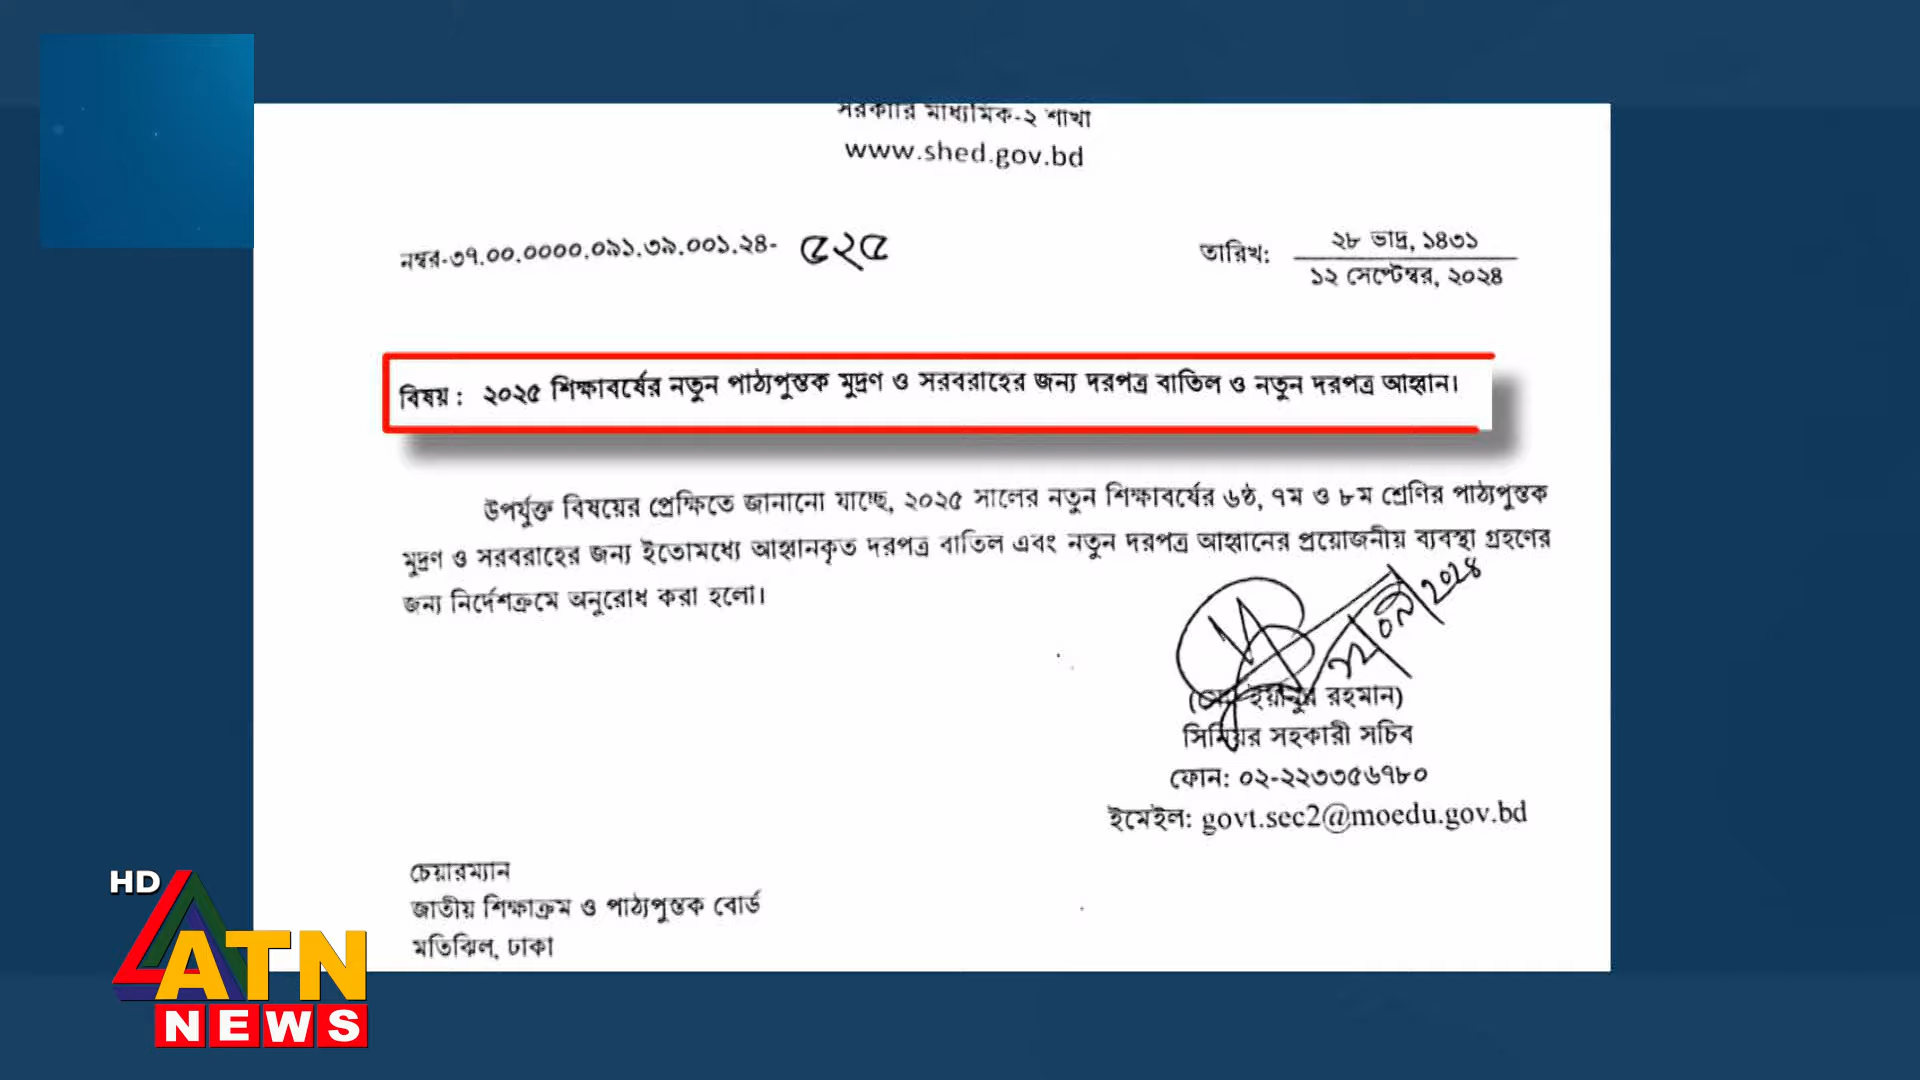 সরকারি মাধ্যমিক-২ শাখা
www.shed.gov.bd
নম্বর-৩৭.০০.০০০০.০৯১.৩৯.০০১.২৪- ৫২৫
তারিখ: ২৮ ভাদ্র, ১৪৩১
১২ সেপ্টেম্বর, ২০২৪
বিষয় : ২০২৫ শিক্ষাবর্ষের নতুন পাঠ্যপুস্তক মুদ্রণ ও সরবরাহের জন্য দরপত্র বাতিল ও নতুন দরপত্র আহ্বান।
উপর্যুক্ত বিষয়ের প্রেক্ষিতে জানানো যাচ্ছে, ২০২৫ সালের নতুন শিক্ষাবর্ষের ৬ষ্ঠ, ৭ম ও ৮ম শ্রেণির পাঠ্যপুস্তক
মুদ্রণ ও সরবরাহের জন্য ইতোমধ্যে আহ্বানকৃত দরপত্র বাতিল এবং নতুন দরপত্র আহ্বানের প্রয়োজনীয় ব্যবস্থা গ্রহণের
জন্য নির্দেশক্রমে অনুরোধ করা হলো।
১২/০৯/২০২৪
ইয়ানুর রহমান)
সিনিয়র সহকারী সচিব
ফোন: ০২-২২৩৩৫৬৭৮০
ইমেইল: govt.sec2@moedu.gov.bd
চেয়ারম্যান
জাতীয় শিক্ষাক্রম ও পাঠ্যপুস্তক বোর্ড
মতিঝিল, ঢাকা
HD
ATN
NEWS